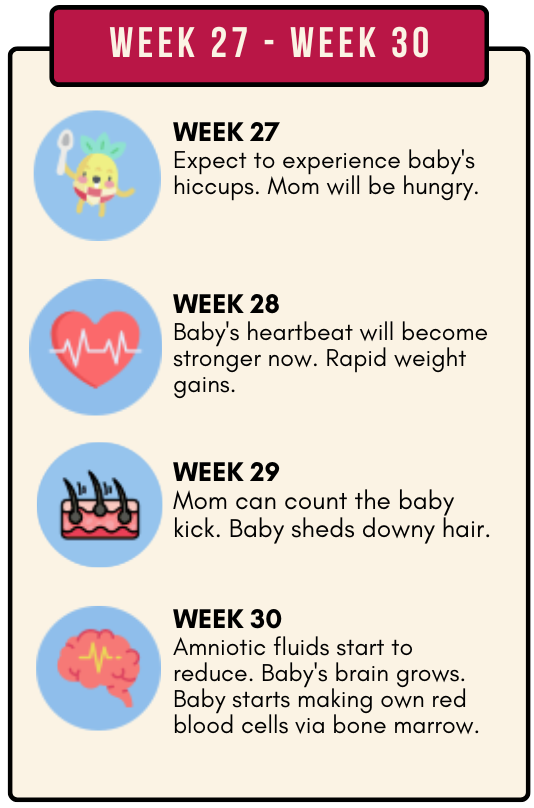 WEEK 27 - WEEK 30
WEEK 27
Expect to experience baby's
hiccups. Mom will be hungry.
WEEK 28
Baby's heartbeat will become
stronger now. Rapid weight
gains.
WEEK 29
Mom can count the baby
kick. Baby sheds downy hair.
WEEK 30
Amniotic fluids start to
reduce. Baby's brain grows.
Baby starts making own red
blood cells via bone marrow.